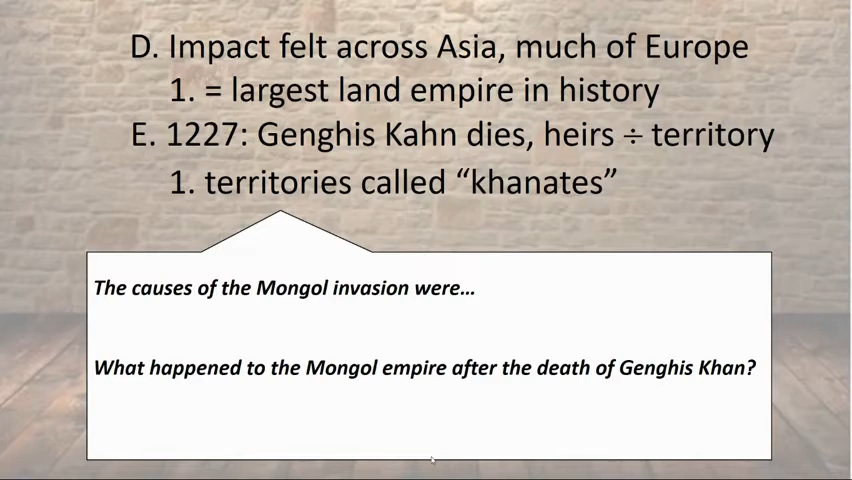 D. Impact felt across Asia, much of Europe
1. = largest land empire in history
E. 1227: Genghis Kahn dies, heirs ÷ territory
1. territories called “khanates”
The causes of the Mongol invasion were…
What happened to the Mongol empire after the death of Genghis Khan?